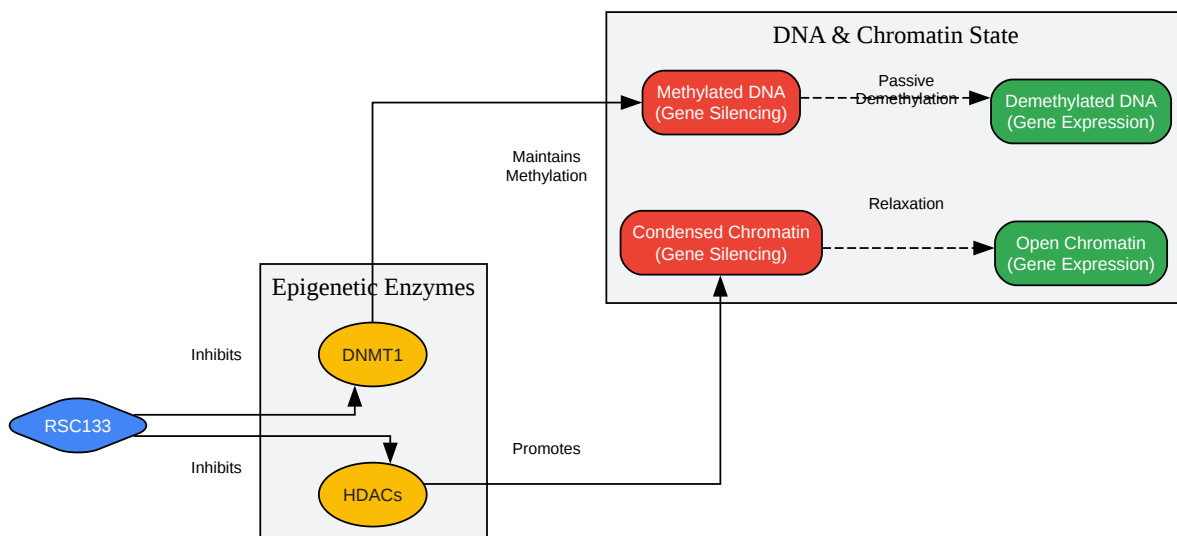 DNA & Chromatin State
Methylated DNA
(Gene Silencing)
Passive
Demethylation
Demethylated DNA
(Gene Expression)
Maintains
Methylation
Condensed Chromatin
(Gene Silencing)
Relaxation
Open Chromatin
(Gene Expression)
Epigenetic Enzymes
Inhibits
DNMT1
RSC133
Inhibits
HDACs
Promotes